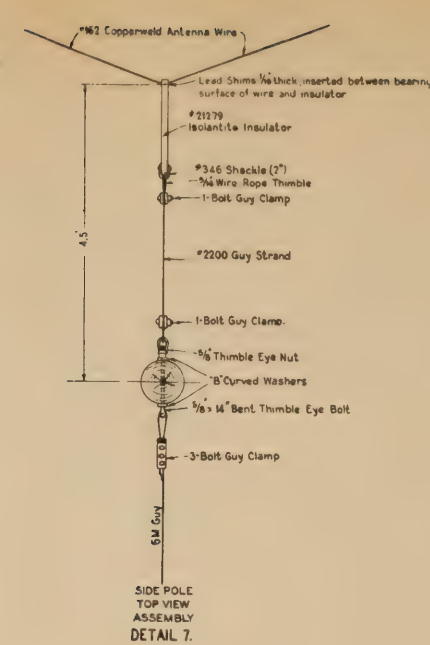 #162 Copperweld Antenna Wire
Lead Shims 1/16" thick, inserted between bearing
surface of wire and insulator
#21279
Isolantite Insulator
#346 Shackle (2")
Wire Rope Thimble
1-Bolt Guy Clamp
4.5'
#2200 Guy Strand
1-Bolt Guy Clamp.
5/8" Thimble Eye Nut
"B" Curved Washers
5/8" x 14" Bent Thimble Eye Bolt
3-Bolt Guy Clamp
6M Guy
SIDE POLE
TOP VIEW
ASSEMBLY
DETAIL 7.